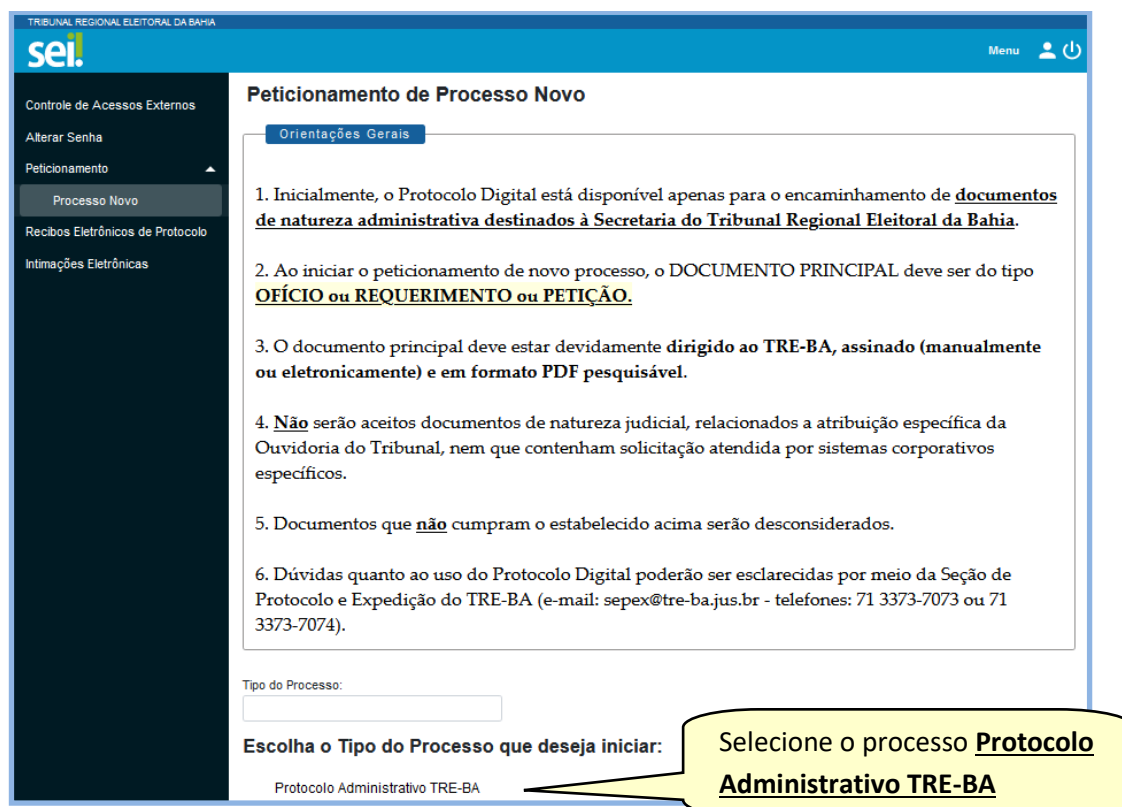 TRIBUNAL REGIONAL ELEITORAL DA BAHIA
sei!
Menu
Controle de Acessos Externos
Alterar Senha
Peticionamento
Processo Novo
Recibos Eletrônicos de Protocolo
Intimações Eletrônicas
Peticionamento de Processo Novo
Orientações Gerais
1. Inicialmente, o Protocolo Digital está disponível apenas para o encaminhamento de documentos
de natureza administrativa destinados à Secretaria do Tribunal Regional Eleitoral da Bahia.
2. Ao iniciar o peticionamento de novo processo, o DOCUMENTO PRINCIPAL deve ser do tipo
OFÍCIO ou REQUERIMENTO ou PETIÇÃO.
3. O documento principal deve estar devidamente dirigido ao TRE-BA, assinado (manualmente
ou eletronicamente) e em formato PDF pesquisável.
4. Não serão aceitos documentos de natureza judicial, relacionados a atribuição específica da
Ouvidoria do Tribunal, nem que contenham solicitação atendida por sistemas corporativos
específicos.
5. Documentos que não cumpram o estabelecido acima serão desconsiderados.
6. Dúvidas quanto ao uso do Protocolo Digital poderão ser esclarecidas por meio da Seção de
Protocolo e Expedição do TRE-BA (e-mail: sepex@tre-ba.jus.br - telefones: 71 3373-7073 ou 71
3373-7074).
Tipo do Processo:
Escolha o Tipo do Processo que deseja iniciar:
Protocolo Administrativo TRE-BA
Selecione o processo Protocolo
Administrativo TRE-BA